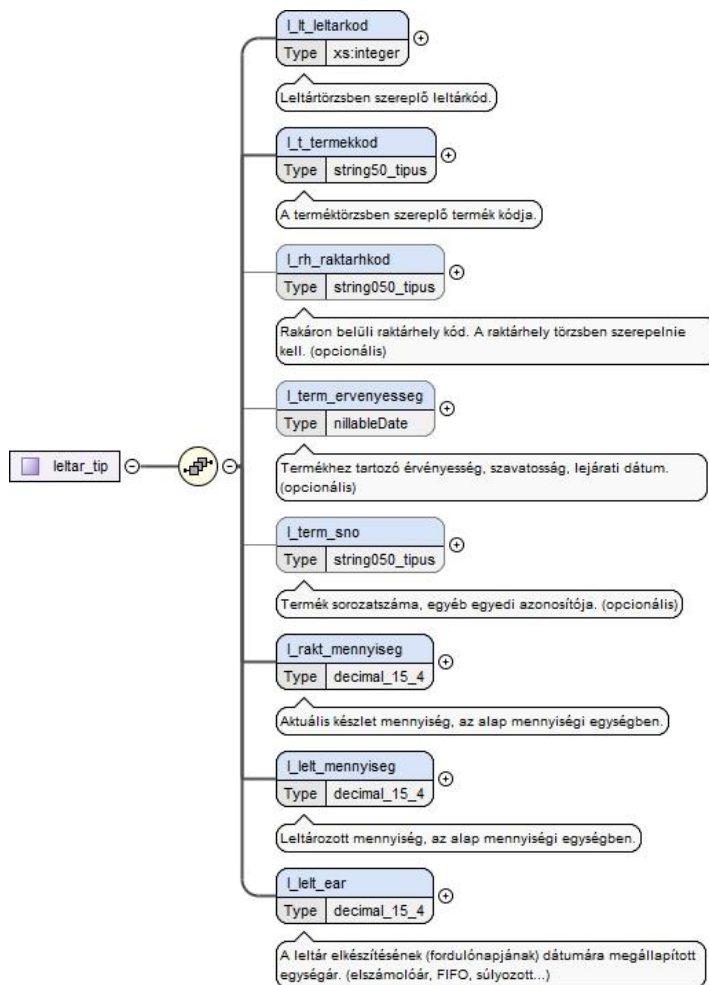 l_lt_leltarkod
Type xs:integer
Leltártörzsben szereplő leltárkód.
l_t_termekkod
Type string50_tipus
A terméktörzsben szereplő termék kódja.
l_rh_raktarhkod
Type string050_tipus
Rakáron belüli raktárhely kód. A raktárhely törzsben szerepelnie
kell. (opcionális)
l_term_ervenyesseg
Type nillableDate
leltar_tip
Termékhez tartozó érvényesség, szavatosság, lejárati dátum.
(opcionális)
l_term_sno
Type string050_tipus
Termék sorozatszáma, egyéb egyedi azonosítója. (opcionális)
l_rakt_mennyiseg
Type decimal_15_4
Aktuális készlet mennyiség, az alap mennyiségi egységben.
l_lelt_mennyiseg
Type decimal_15_4
Leltározott mennyiség, az alap mennyiségi egységben.
l_lelt_ear
Type decimal_15_4
A leltár elkészítésének (fordulónapjának) dátumára megállapított
egységár. (elszámolóár, FIFO, súlyozott...)